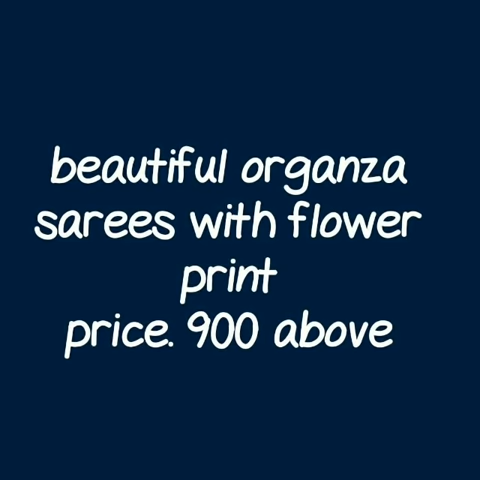 beautiful organza
sarees with flower
print
price. 900 above